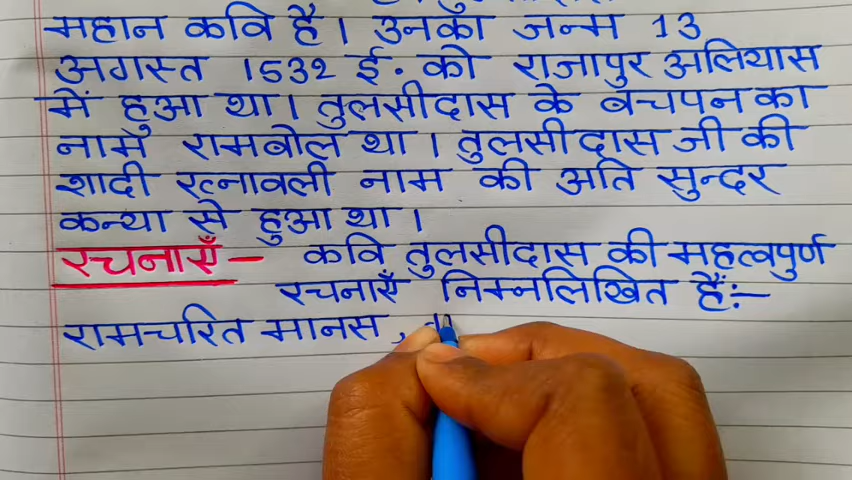 महान कवि हैं। उनका जन्म 13
अगस्त 1532 ई. को राजापुर अलियास
में हुआ था। तुलसीदास के बचपन का
नाम रामबोल था। तुलसीदास जी की
शादी रत्नावली नाम की अति सुन्दर
कन्या से हुआ था।
रचनाएँ— कवि तुलसीदास की महत्वपुर्ण
रचनाएँ निम्नलिखित हैं:—
रामचरित मानस,